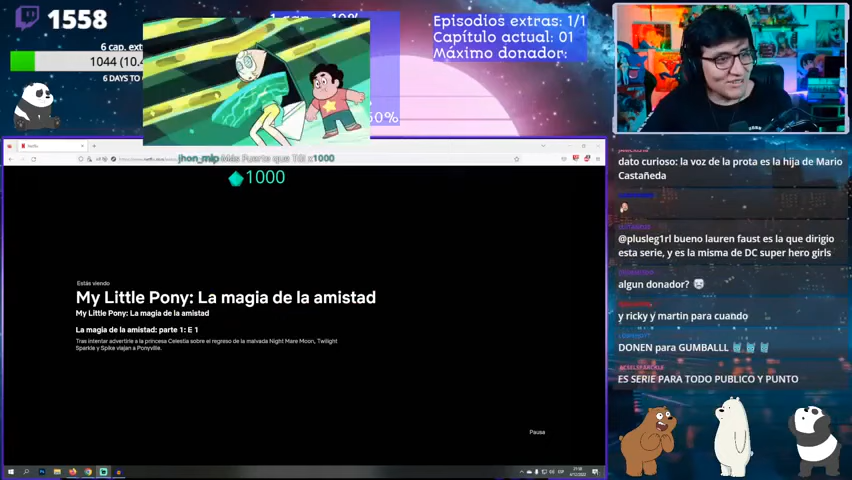 1558
6 cap. ext
1044 (10.4
6 DAYS TO
1 cap
10%
50%
Episodios extras: 1/1
Capítulo actual: 01
Máximo donador:
jhon_mip Más Fuerte que Tú! x1000
1000
Estás viendo
My Little Pony: La magia de la amistad
My Little Pony: La magia de la amistad
La magia de la amistad: parte 1: E 1
Tras intentar advertirle a la princesa Celestia sobre el regreso de la malvada Night Mare Moon, Twilight
Sparkle y Spike viajan a Ponyville.
Pausa
dato curioso: la voz de la prota es la hija de Mario
Castañeda
@plusleg1rl bueno lauren faust es la que dirigio
esta serie, y es la misma de DC super hero girls
algun donador?
y ricky y martin para cuando
DONEN para GUMBALLL
ES SERIE PARA TODO PUBLICO Y PUNTO